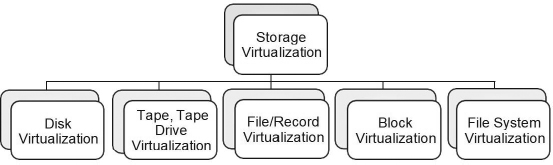 Storage
Virtualization
Disk
Virtualization
Tape, Tape
Drive
Virtualization
File/Record
Virtualization
Block
Virtualization
File System
Virtualization